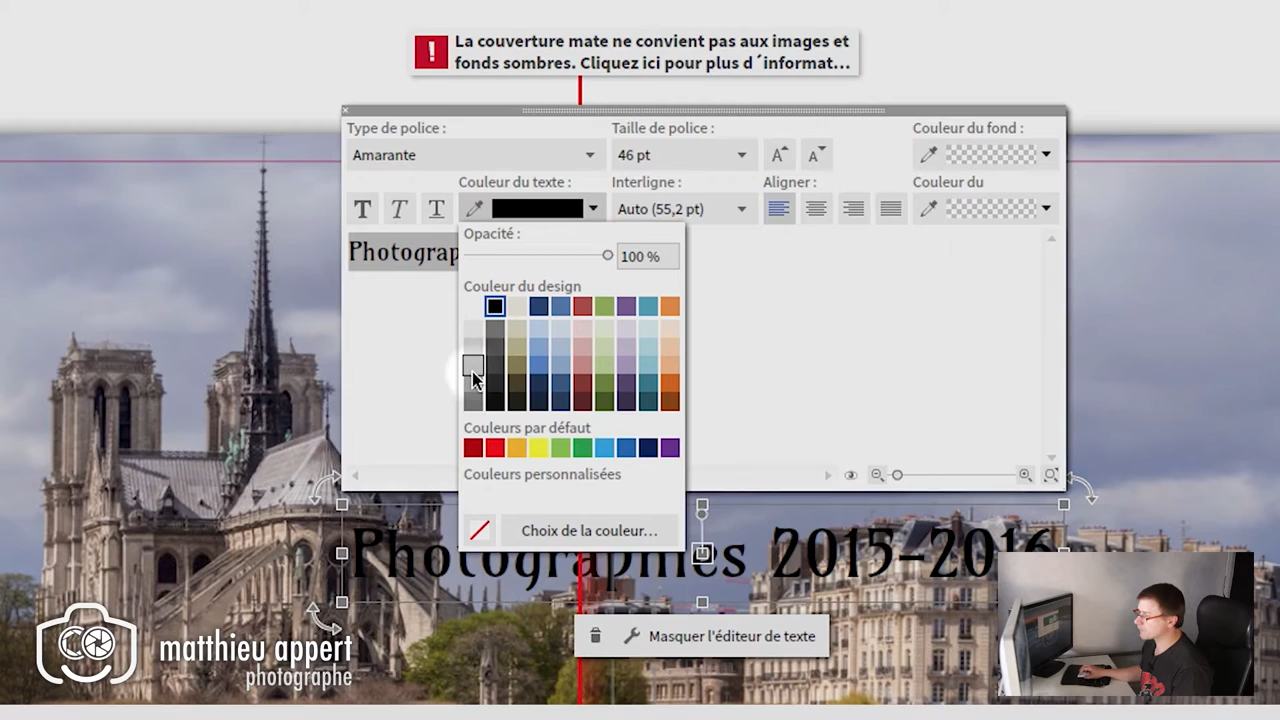 La couverture mate ne convient pas aux images et
fonds sombres. Cliquez ici pour plus d´informat...
Type de police :
Taille de police :
Couleur du fond :
Amarante
46 pt
A
A
Couleur du texte :
Interligne :
Aligner :
Couleur du
T T T
Auto (55,2 pt)
Photograp
Opacité :
100 %
Couleur du design
Couleurs par défaut
Couleurs personnalisées
Choix de la couleur...
Photographies 2015-2016
Masquer l'éditeur de texte
matthieu appert
photographe